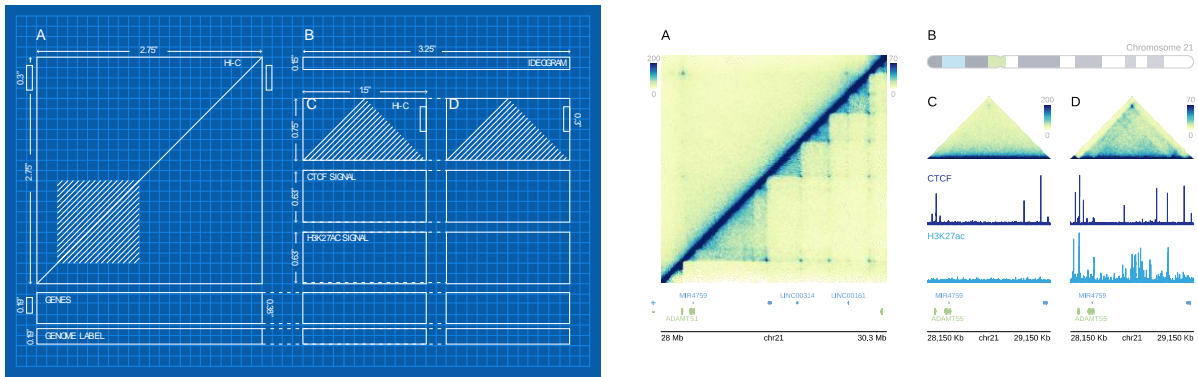 A
B
2.75"
3.25"
HI-C
0.15"
IDEOGRAM
0.3"
1.5"
C
HI-C
D
0.75"
0.3"
2.75"
CTCF SIGNAL
0.63"
H3K27AC SIGNAL
0.63"
0.19"
GENES
0.38"
0.19"
GENOME LABEL
A
B
200
0
70
0
Chromosome 21
C
200
0
D
70
0
CTCF
H3K27ac
MIR4759
LINC00314
LINC00161
+
-
ADAMTS1
28 Mb
chr21
30.3 Mb
MIR4759
ADAMTS5
28,150 Kb
chr21
29,150 Kb
MIR4759
ADAMTS5
28,150 Kb
chr21
29,150 Kb